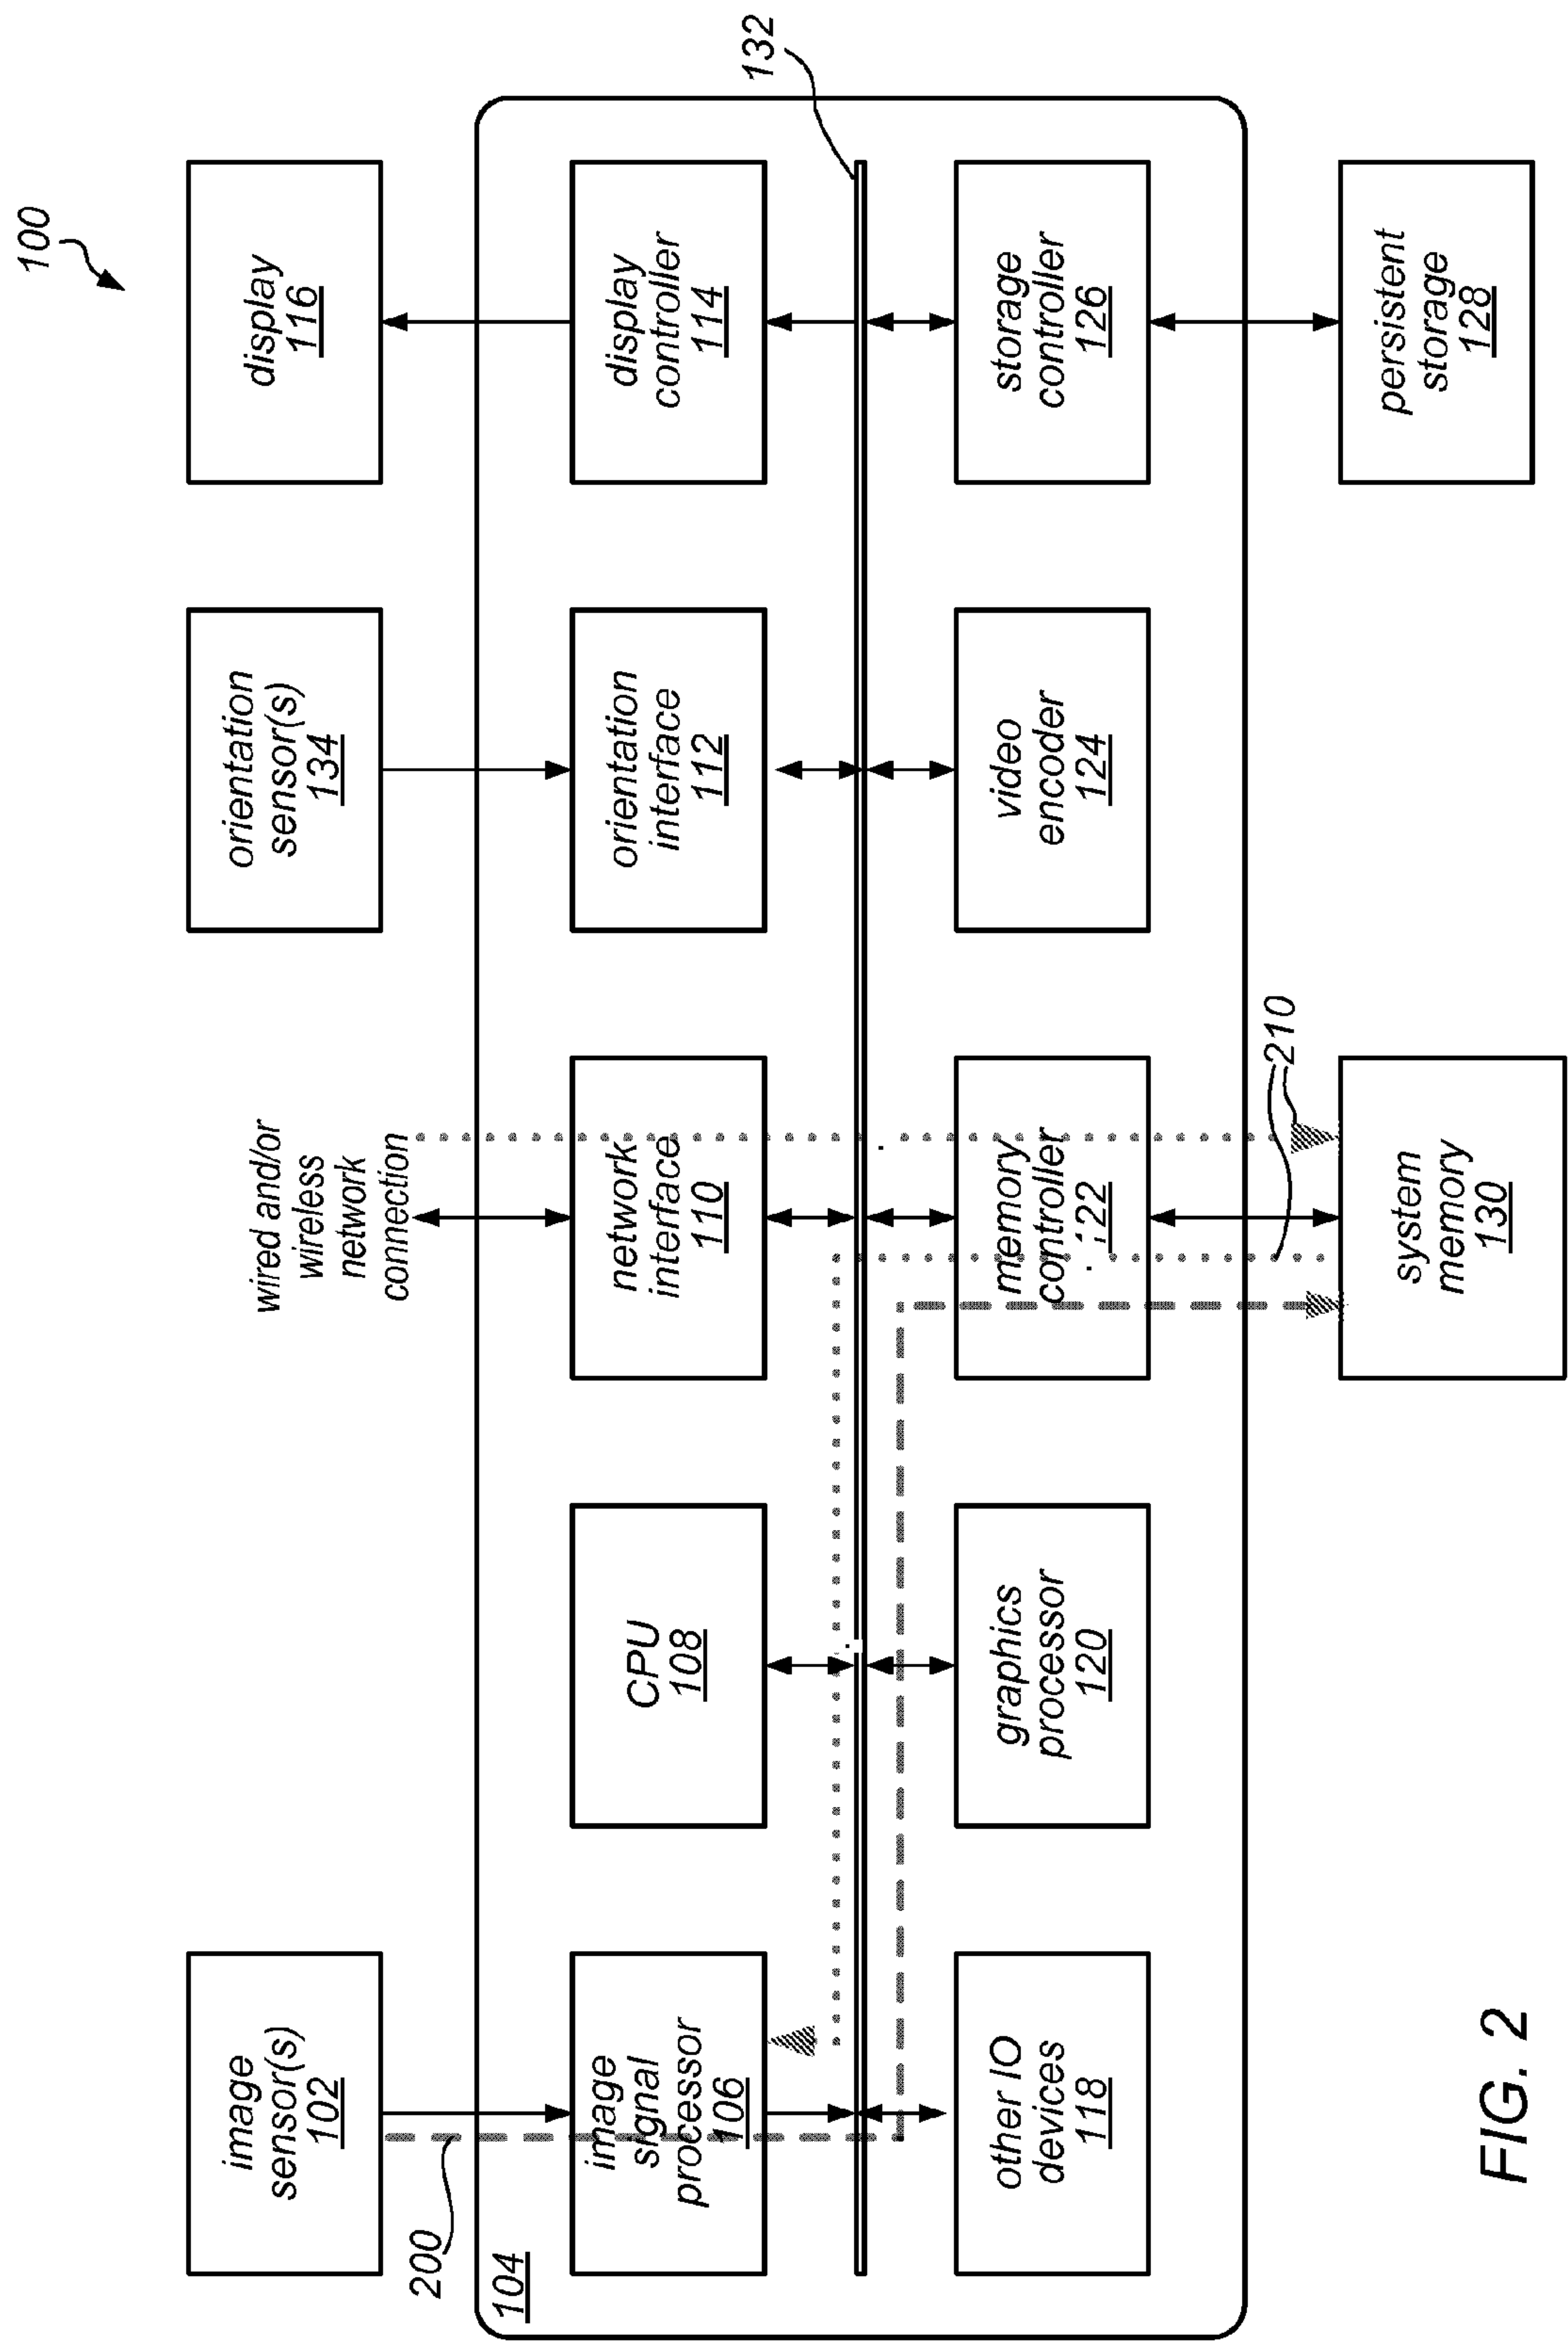 100
image
sensor(s)
102
wired and/or
wireless
network
connection
orientation
sensor(s)
134
display
116
200
104
image
signal
processor
106
CPU
108
network
interface
110
orientation
interface
112
display
controller
114
132
other IO
devices
118
graphics
processor
120
memory
controller
122
video
encoder
124
storage
controller
126
210
system
memory
130
persistent
storage
128
FIG. 2